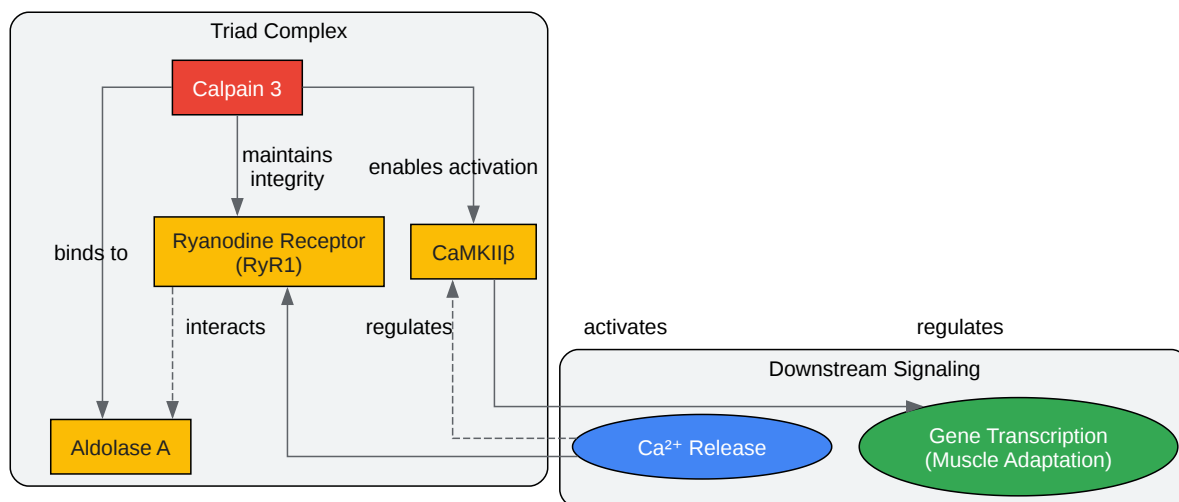 Triad Complex
Calpain 3
maintains
integrity
enables activation
Ryanodine Receptor
(RyR1)
CaMKIIβ
binds to
interacts
regulates
activates
regulates
Downstream Signaling
Aldolase A
Ca²⁺ Release
Gene Transcription
(Muscle Adaptation)